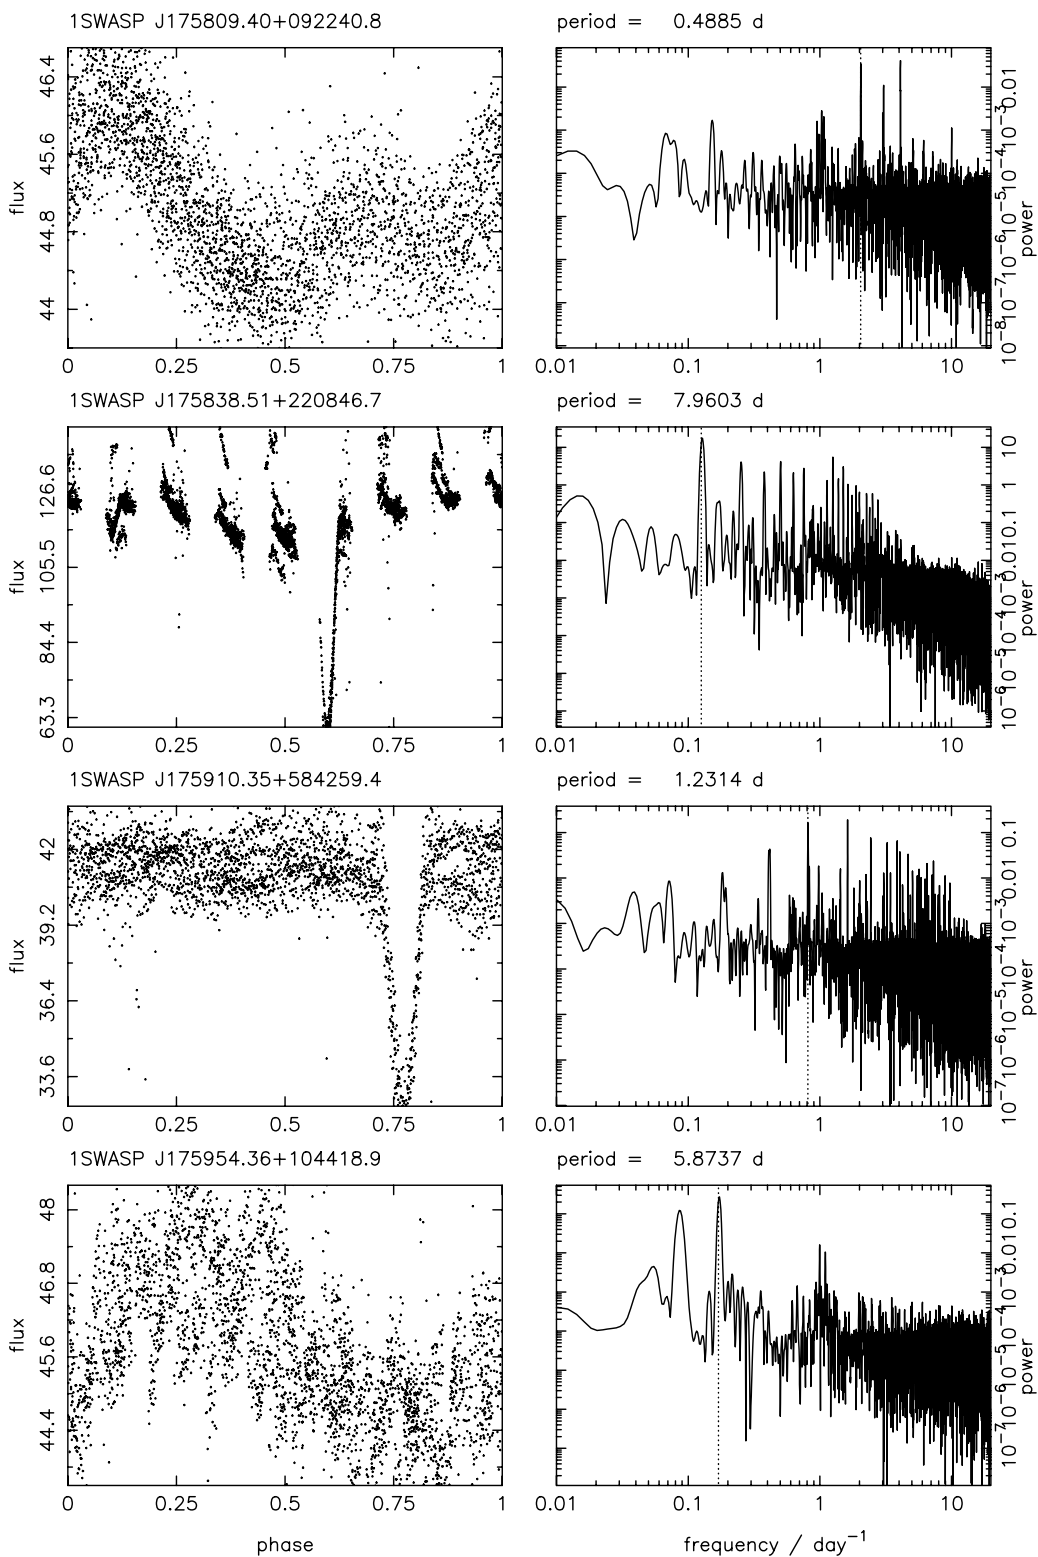 1SWASP J175809.40+092240.8 period = 0.4885 d
flux 46.4 45.6 44.8 44
0 0.25 0.5 0.75 1
power 0.01 10⁻³ 10⁻⁴ 10⁻⁵ 10⁻⁶ 10⁻⁷ 10⁻⁸
0.01 0.1 1 10
1SWASP J175838.51+220846.7 period = 7.9603 d
flux 126.6 105.5 84.4 63.3
0 0.25 0.5 0.75 1
power 10 1 0.1 0.01 10⁻³ 10⁻⁴ 10⁻⁵ 10⁻⁶
0.01 0.1 1 10
1SWASP J175910.35+584259.4 period = 1.2314 d
flux 42 39.2 36.4 33.6
0 0.25 0.5 0.75 1
power 0.1 0.01 10⁻³ 10⁻⁴ 10⁻⁵ 10⁻⁶ 10⁻⁷
0.01 0.1 1 10
1SWASP J175954.36+104418.9 period = 5.8737 d
flux 48 46.8 45.6 44.4
0 0.25 0.5 0.75 1
power 0.1 0.01 10⁻³ 10⁻⁴ 10⁻⁵ 10⁻⁶ 10⁻⁷
0.01 0.1 1 10
phase frequency / day⁻¹